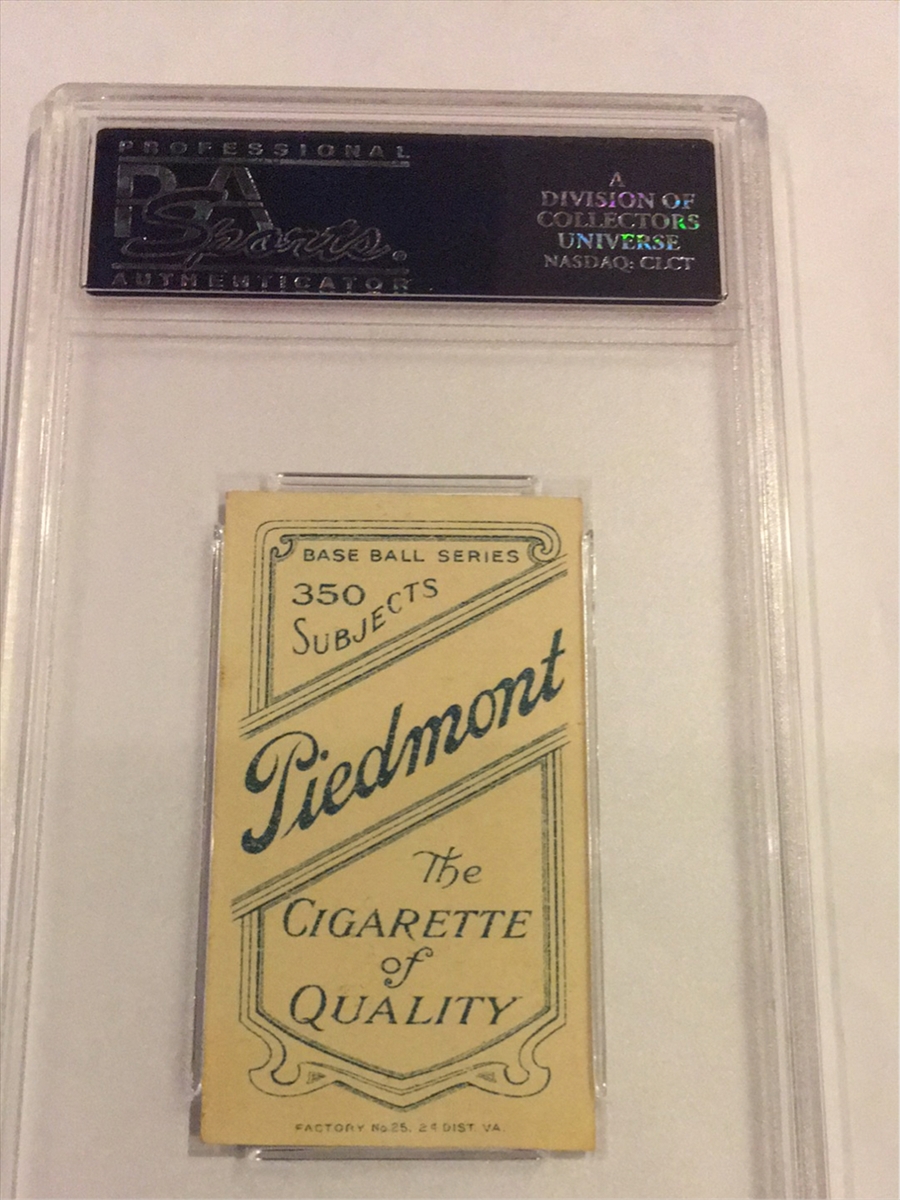 PROFESSIONAL
PSA
Sports
AUTHENTICATOR
A
DIVISION OF
COLLECTORS
UNIVERSE
NASDAQ: CLCT
BASE BALL SERIES
350
SUBJECTS
Piedmont
The
CIGARETTE
of
QUALITY
FACTORY No. 25, 2d DIST. VA.